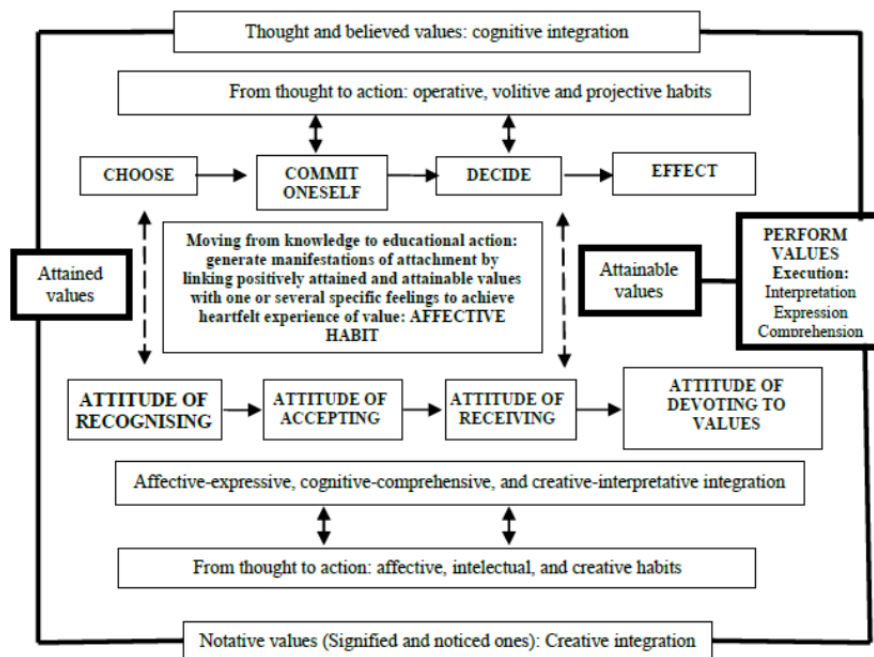 Thought and believed values: cognitive integration
From thought to action: operative, volitive and projective habits
CHOOSE
COMMIT
ONESELF
DECIDE
EFFECT
Moving from knowledge to educational action:
generate manifestations of attachment by
linking positively attained and attainable values
with one or several specific feelings to achieve
heartfelt experience of value: AFFECTIVE
HABIT
Attained
values
Attainable
values
PERFORM
VALUES
Execution:
Interpretation
Expression
Comprehension
ATTITUDE OF
RECOGNISING
ATTITUDE OF
ACCEPTING
ATTITUDE OF
RECEIVING
ATTITUDE OF
DEVOTING TO
VALUES
Affective-expressive, cognitive-comprehensive, and creative-interpretative integration
From thought to action: affective, intelectual, and creative habits
Notative values (Signified and noticed ones): Creative integration